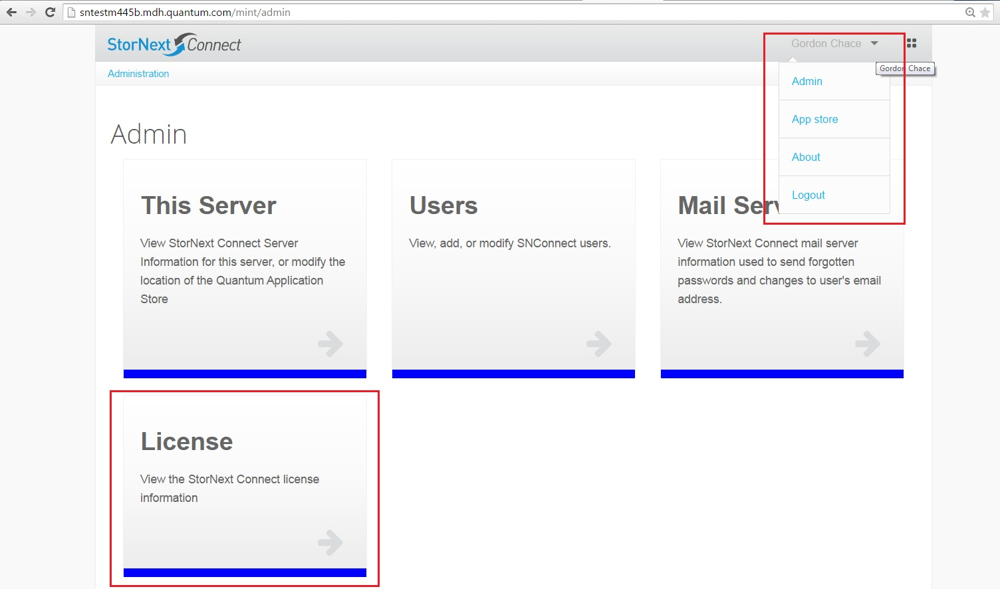 sntestm445b.mdh.quantum.com/mint/admin
StorNext Connect
Gordon Chace
Administration
Gordon Chace
Admin
App store
About
Logout
Admin
This Server
View StorNext Connect Server
Information for this server, or modify the
location of the Quantum Application
Store
Users
View, add, or modify SNConnect users.
Mail Serv
View StorNext Connect mail server
information used to send forgotten
passwords and changes to user's email
address.
License
View the StorNext Connect license
information